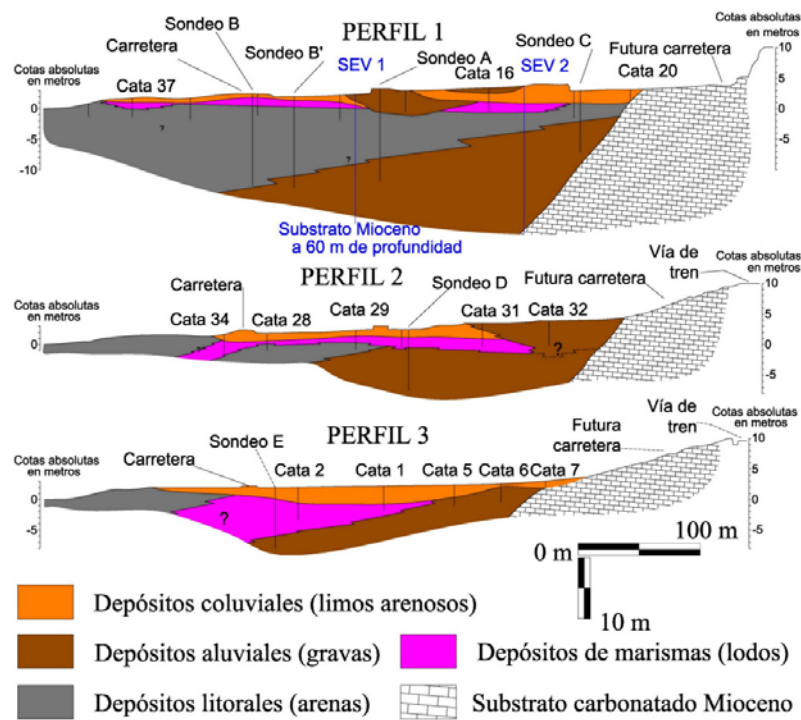 PERFIL 1
Sondeo B
Carretera
Sondeo B'
SEV 1
Sondeo A
Cata 16
SEV 2
Sondeo C
Futura carretera
Cata 20
Cata 37
Cotas absolutas
en metros
0
-5
-10
Cotas absolutas
en metros
10
5
0
-5
?
?
Substrato Mioceno
a 60 m de profundidad
PERFIL 2
Carretera
Sondeo D
Futura carretera
Vía de
tren
Cata 34
Cata 28
Cata 29
Cata 31
Cata 32
Cotas absolutas
en metros
0
Cotas absolutas
en metros
10
5
0
-5
?
PERFIL 3
Sondeo E
Carretera
Cata 2
Cata 1
Cata 5
Cata 6
Cata 7
Futura
carretera
Vía de
tren
Cotas absolutas
en metros
0
-5
Cotas absolutas
en metros
10
5
0
-5
?
0 m
100 m
10 m
Depósitos coluviales (limos arenosos)
Depósitos aluviales (gravas)
Depósitos de marismas (lodos)
Depósitos litorales (arenas)
Substrato carbonatado Mioceno